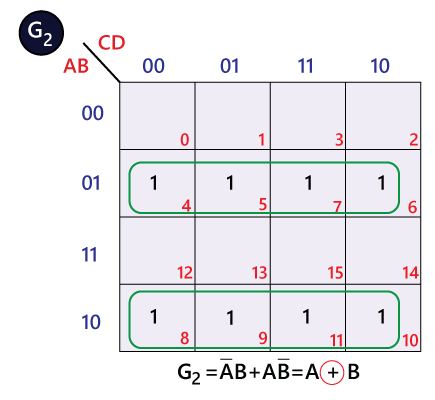 G₂
CD
AB 00 01 11 10
00 0 1 3 2
01 1 4 1 5 1 7 1 6
11 12 13 15 14
10 1 8 1 9 1 11 1 10
G₂ = A̅B + AB̅ = A ⊕ B